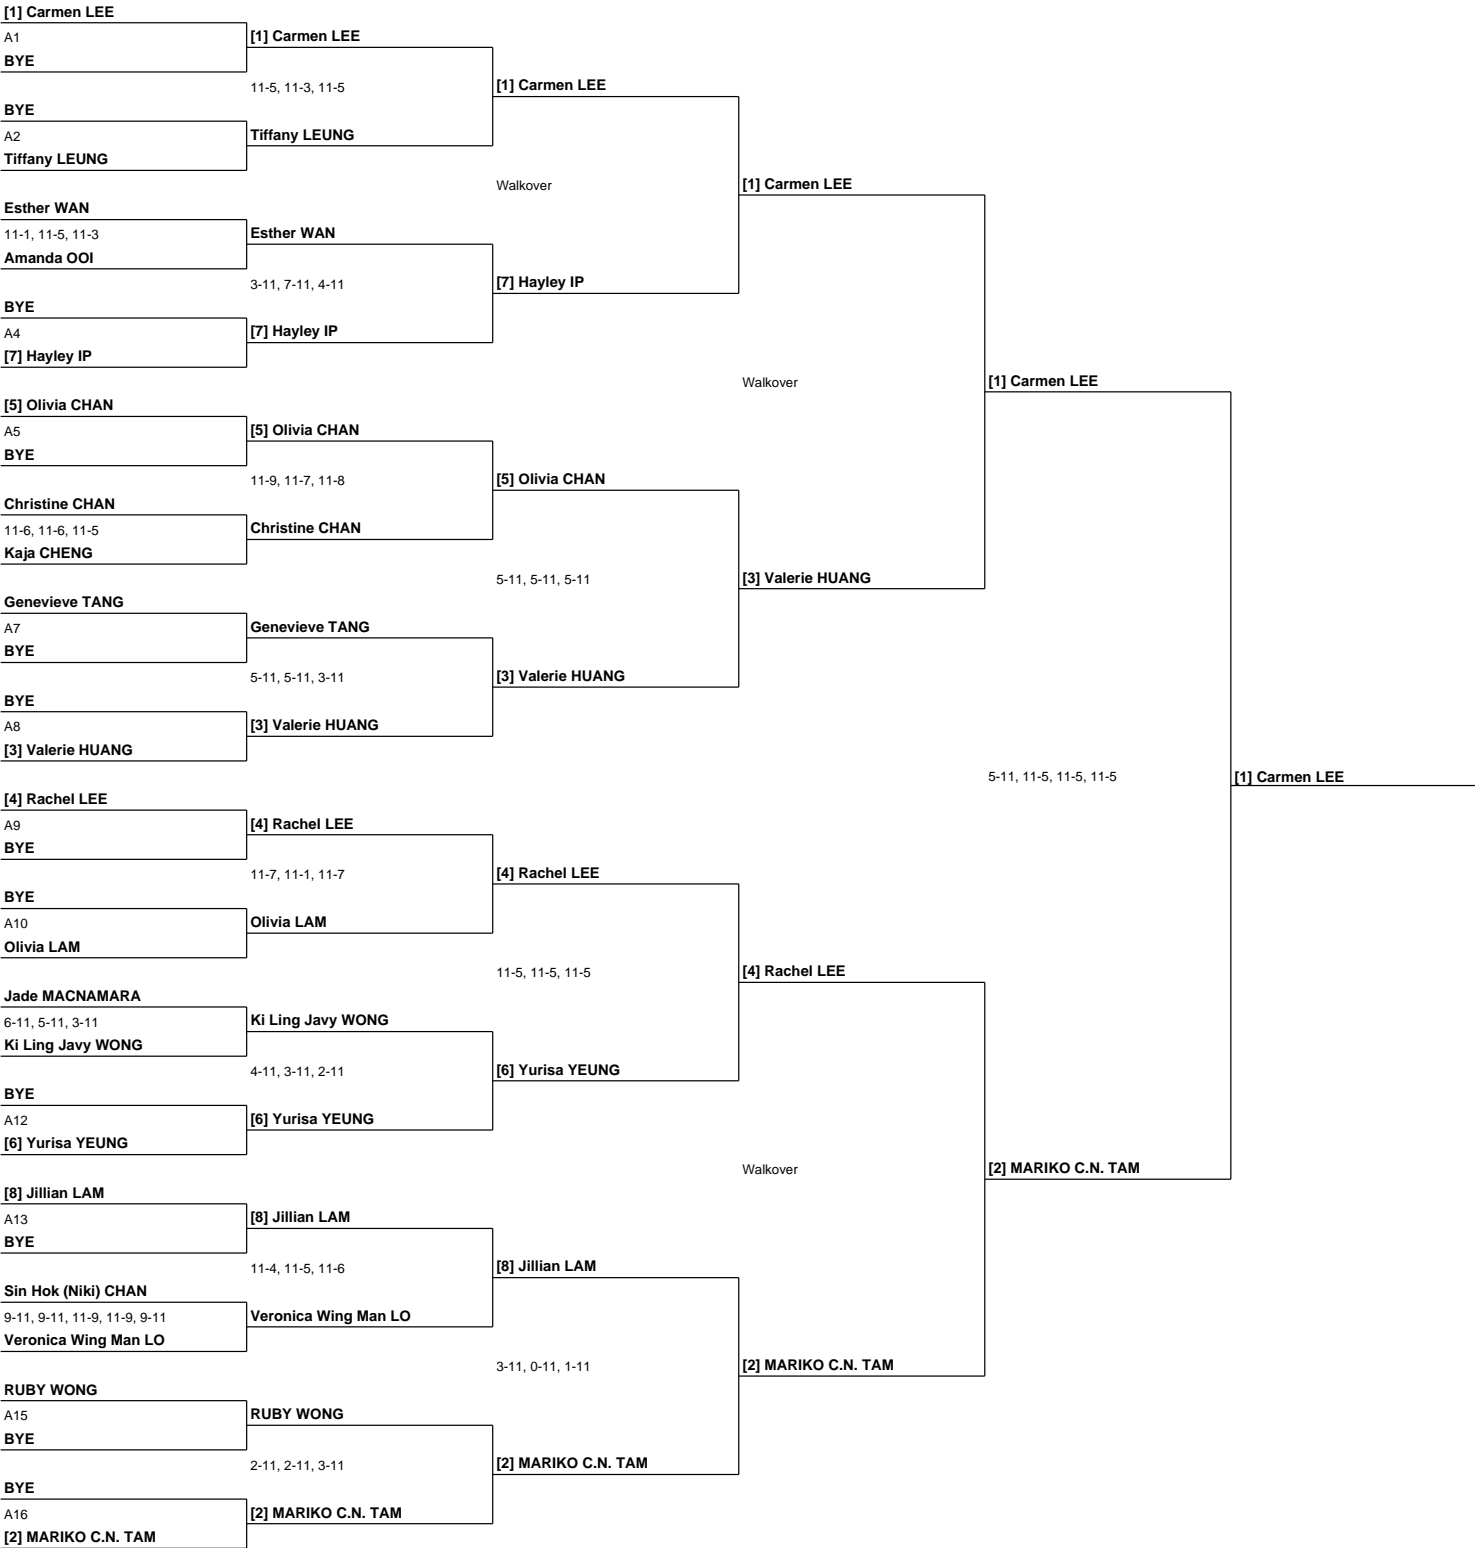 [1] Carmen LEE
A1
BYE
BYE
A2
Tiffany LEUNG
Esther WAN
11-1, 11-5, 11-3
Amanda OOI
BYE
A4
[7] Hayley IP
[5] Olivia CHAN
A5
BYE
Christine CHAN
11-6, 11-6, 11-5
Kaja CHENG
Genevieve TANG
A7
BYE
BYE
A8
[3] Valerie HUANG
[4] Rachel LEE
A9
BYE
BYE
A10
Olivia LAM
Jade MACNAMARA
6-11, 5-11, 3-11
Ki Ling Javy WONG
BYE
A12
[6] Yurisa YEUNG
[8] Jillian LAM
A13
BYE
Sin Hok (Niki) CHAN
9-11, 9-11, 11-9, 11-9, 9-11
Veronica Wing Man LO
RUBY WONG
A15
BYE
BYE
A16
[2] MARIKO C.N. TAM
[1] Carmen LEE
11-5, 11-3, 11-5
Tiffany LEUNG
Esther WAN
3-11, 7-11, 4-11
[7] Hayley IP
[5] Olivia CHAN
11-9, 11-7, 11-8
Christine CHAN
Genevieve TANG
5-11, 5-11, 3-11
[3] Valerie HUANG
[4] Rachel LEE
11-7, 11-1, 11-7
Olivia LAM
Ki Ling Javy WONG
4-11, 3-11, 2-11
[6] Yurisa YEUNG
[8] Jillian LAM
11-4, 11-5, 11-6
Veronica Wing Man LO
RUBY WONG
2-11, 2-11, 3-11
[2] MARIKO C.N. TAM
[1] Carmen LEE
Walkover
[7] Hayley IP
[5] Olivia CHAN
5-11, 5-11, 5-11
[3] Valerie HUANG
[4] Rachel LEE
11-5, 11-5, 11-5
[6] Yurisa YEUNG
[8] Jillian LAM
3-11, 0-11, 1-11
[2] MARIKO C.N. TAM
[1] Carmen LEE
Walkover
[3] Valerie HUANG
[4] Rachel LEE
Walkover
[2] MARIKO C.N. TAM
[1] Carmen LEE
5-11, 11-5, 11-5, 11-5
[2] MARIKO C.N. TAM
[1] Carmen LEE